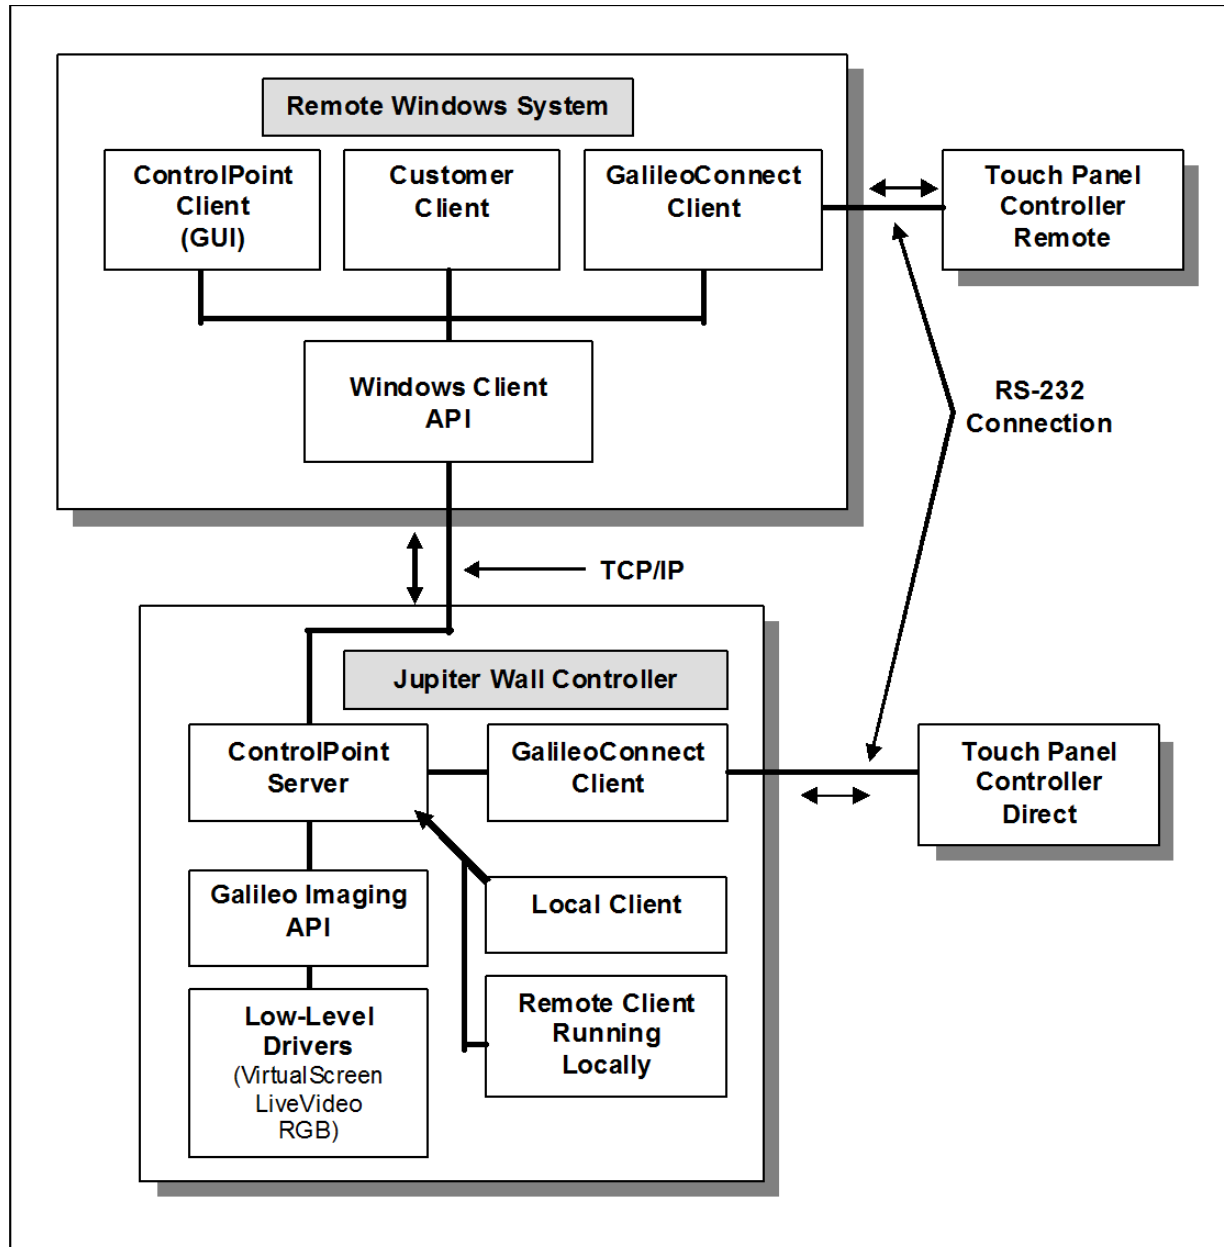 Remote Windows System
ControlPoint
Client
(GUI)
Customer
Client
GalileoConnect
Client
Touch Panel
Controller
Remote
Windows Client
API
RS-232
Connection
TCP/IP
Jupiter Wall Controller
ControlPoint
Server
GalileoConnect
Client
Touch Panel
Controller
Direct
Galileo Imaging
API
Local Client
Low-Level
Drivers
(VirtualScreen
LiveVideo
RGB)
Remote Client
Running
Locally